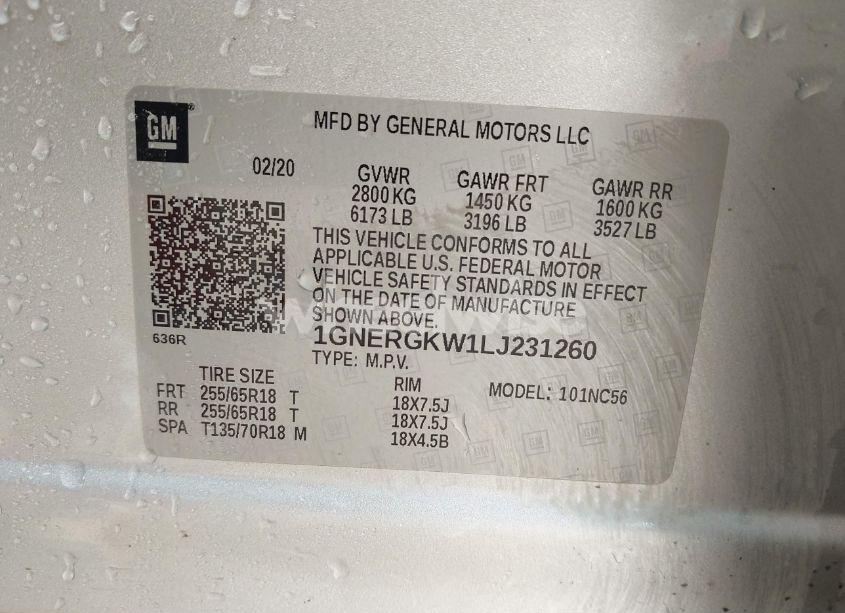 GM
MFD BY GENERAL MOTORS LLC
02/20
GVWR
2800 KG
6173 LB
GAWR FRT
1450 KG
3196 LB
GAWR RR
1600 KG
3527 LB
THIS VEHICLE CONFORMS TO ALL
APPLICABLE U.S. FEDERAL MOTOR
VEHICLE SAFETY STANDARDS IN EFFECT
ON THE DATE OF MANUFACTURE
SHOWN ABOVE.
636R
1GNERGKW1LJ231260
TYPE: M.P.V.
MODEL: 101NC56
TIRE SIZE
RIM
FRT 255/65R18 T 18X7.5J
RR 255/65R18 T 18X7.5J
SPA T135/70R18 M 18X4.5B